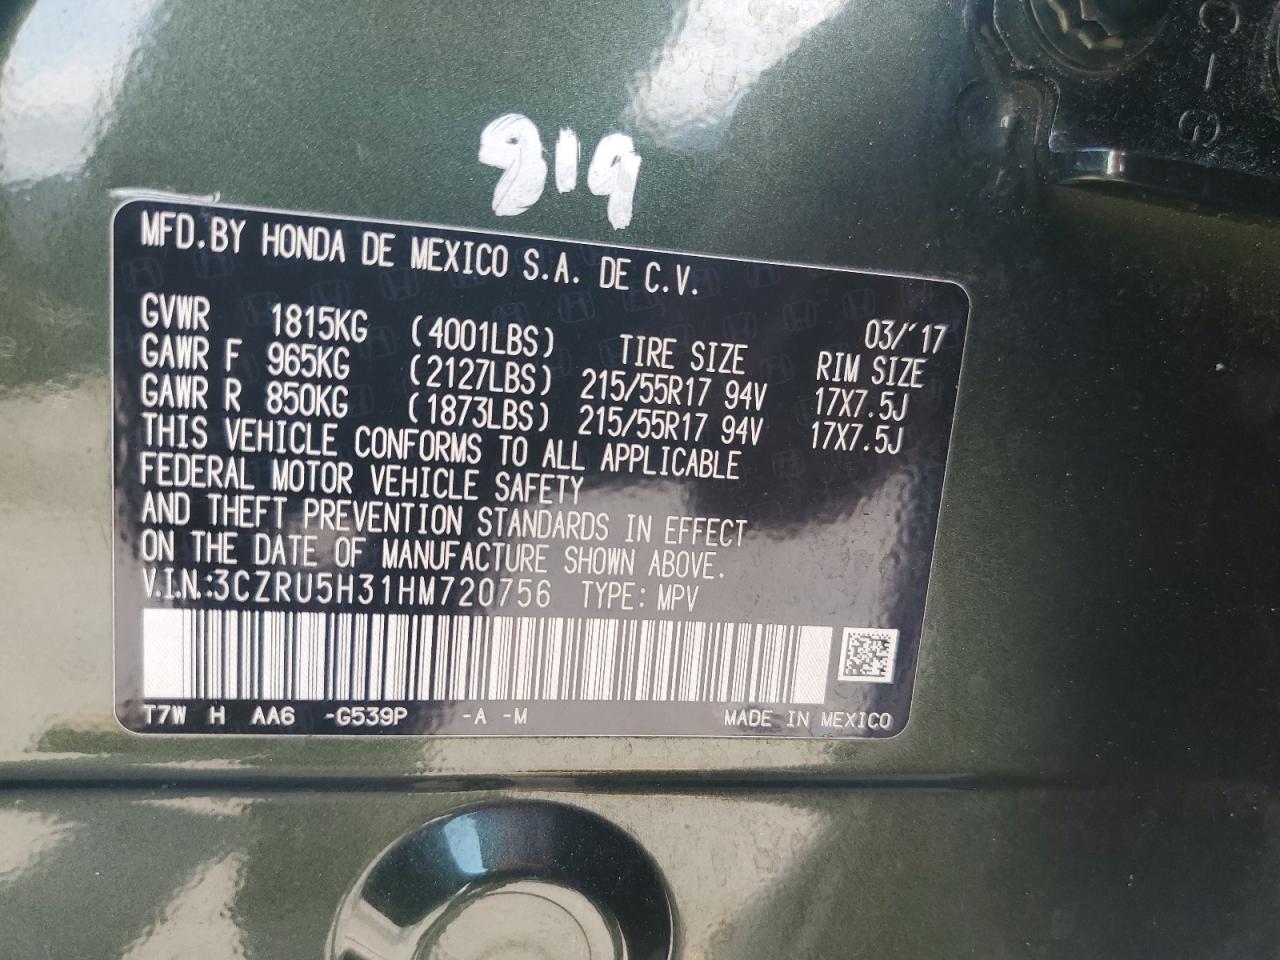 C-G
819
MFD.BY HONDA DE MEXICO S.A. DE C.V.
03/'17
GVWR 1815KG (4001LBS) TIRE SIZE RIM SIZE
GAWR F 965KG (2127LBS) 215/55R17 94V 17X7.5J
GAWR R 850KG (1873LBS) 215/55R17 94V 17X7.5J
THIS VEHICLE CONFORMS TO ALL APPLICABLE
FEDERAL MOTOR VEHICLE SAFETY
AND THEFT PREVENTION STANDARDS IN EFFECT
ON THE DATE OF MANUFACTURE SHOWN ABOVE.
V.I.N.:3CZRU5H31HM720756 TYPE: MPV
T7W H AA6 -G539P -A -M MADE IN MEXICO